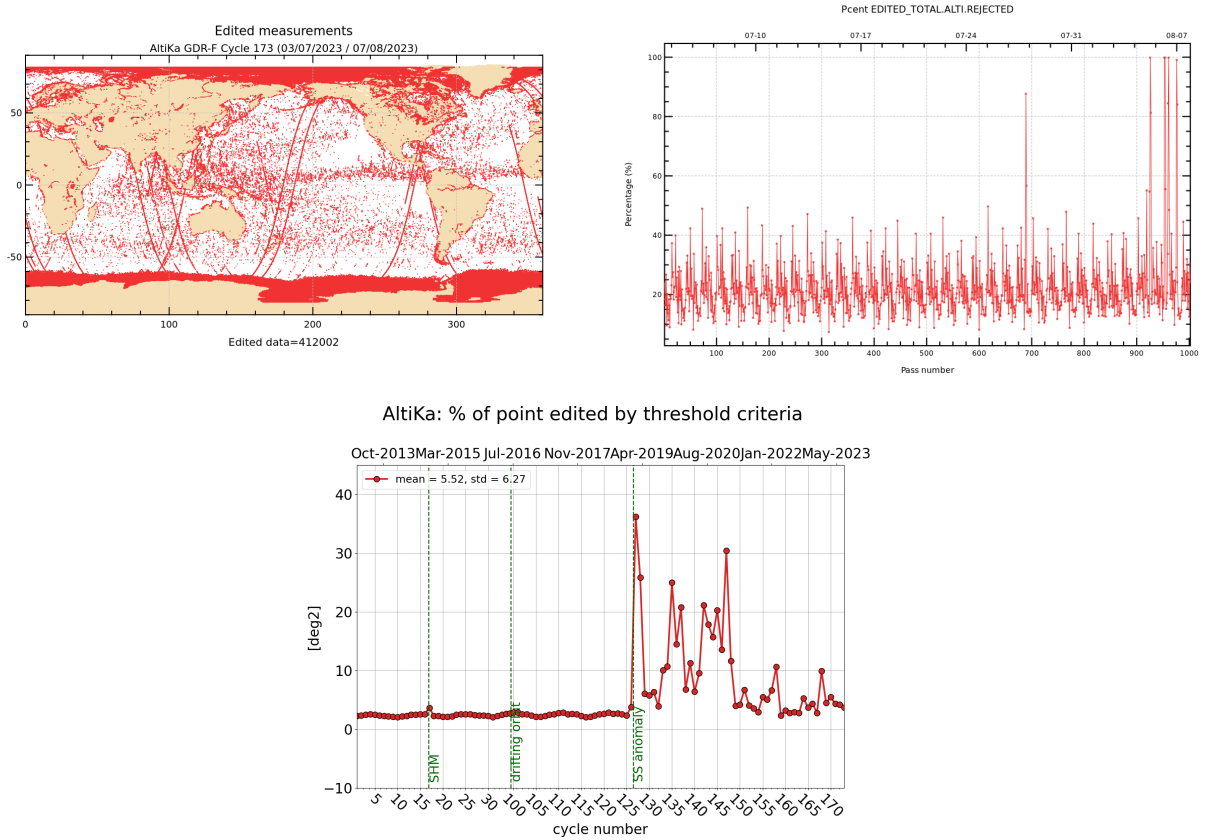 Edited measurements
AltiKa GDR-F Cycle 173 (03/07/2023 / 07/08/2023)
50
0
-50
0 100 200 300
Edited data=412002
Pcent EDITED_TOTAL.ALTI.REJECTED
07-10 07-17 07-24 07-31 08-07
100
80
60
40
20
Percentage (%)
100 200 300 400 500 600 700 800 900 1000
Pass number
AltiKa: % of point edited by threshold criteria
Oct-2013 Mar-2015 Jul-2016 Nov-2017 Apr-2019 Aug-2020 Jan-2022 May-2023
mean = 5.52, std = 6.27
40
30
20
10
0
−10
[deg2]
SHM
drifting orbit
SS anomaly
5 10 15 20 25 30 100 105 110 115 120 125 130 135 140 145 150 155 160 165 170
cycle number